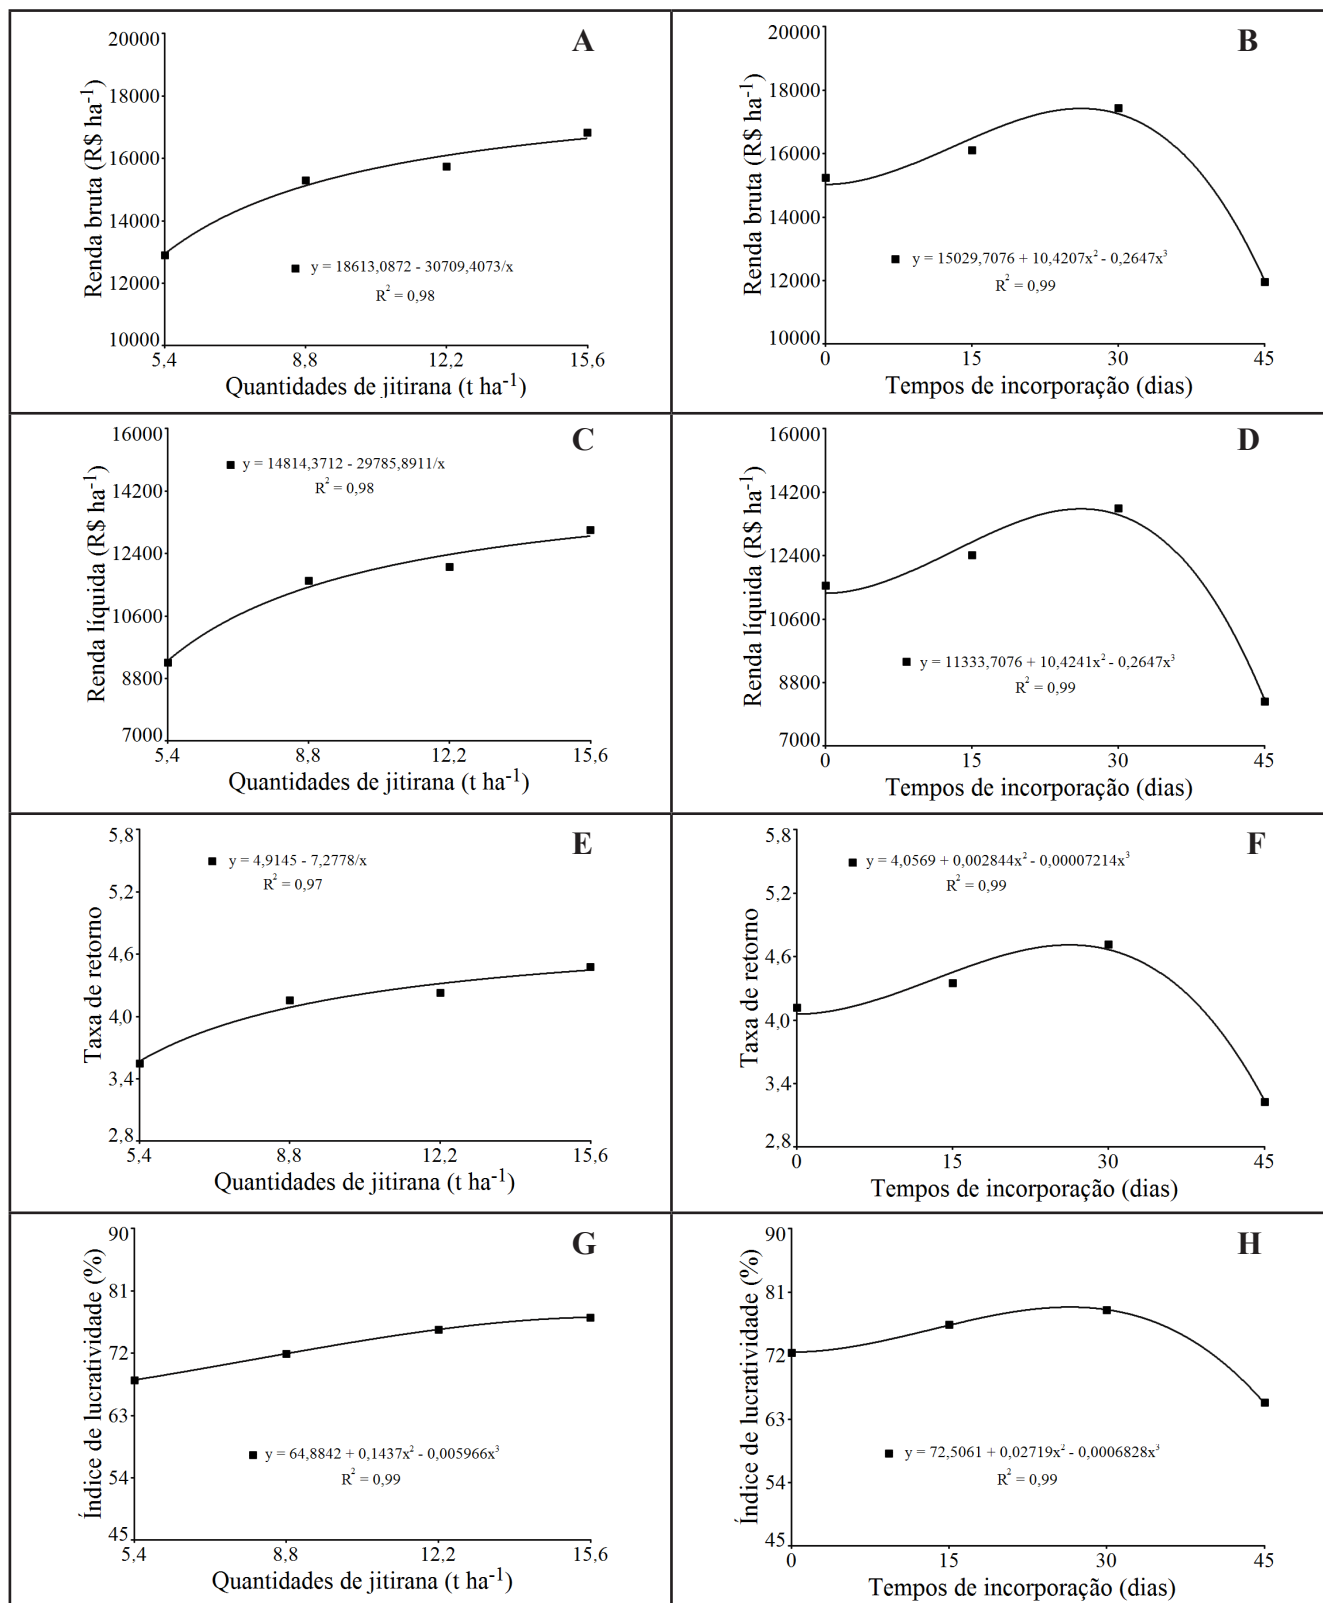 A
Renda bruta (R$ ha⁻¹)
20000
18000
16000
14000
12000
10000
y = 18613,0872 - 30709,4073/x
R² = 0,98
5,4 8,8 12,2 15,6
Quantidades de jitirana (t ha⁻¹)
B
Renda bruta (R$ ha⁻¹)
20000
18000
16000
14000
12000
10000
y = 15029,7076 + 10,4207x² - 0,2647x³
R² = 0,99
0 15 30 45
Tempos de incorporação (dias)
C
Renda líquida (R$ ha⁻¹)
16000
14200
12400
10600
8800
7000
y = 14814,3712 - 29785,8911/x
R² = 0,98
5,4 8,8 12,2 15,6
Quantidades de jitirana (t ha⁻¹)
D
Renda líquida (R$ ha⁻¹)
16000
14200
12400
10600
8800
7000
y = 11333,7076 + 10,4241x² - 0,2647x³
R² = 0,99
0 15 30 45
Tempos de incorporação (dias)
E
Taxa de retorno
5,8
5,2
4,6
4,0
3,4
2,8
y = 4,9145 - 7,2778/x
R² = 0,97
5,4 8,8 12,2 15,6
Quantidades de jitirana (t ha⁻¹)
F
Taxa de retorno
5,8
5,2
4,6
4,0
3,4
2,8
y = 4,0569 + 0,002844x² - 0,00007214x³
R² = 0,99
0 15 30 45
Tempos de incorporação (dias)
G
Índice de lucratividade (%)
90
81
72
63
54
45
y = 64,8842 + 0,1437x² - 0,005966x³
R² = 0,99
5,4 8,8 12,2 15,6
Quantidades de jitirana (t ha⁻¹)
H
Índice de lucratividade (%)
90
81
72
63
54
45
y = 72,5061 + 0,02719x² - 0,0006828x³
R² = 0,99
0 15 30 45
Tempos de incorporação (dias)